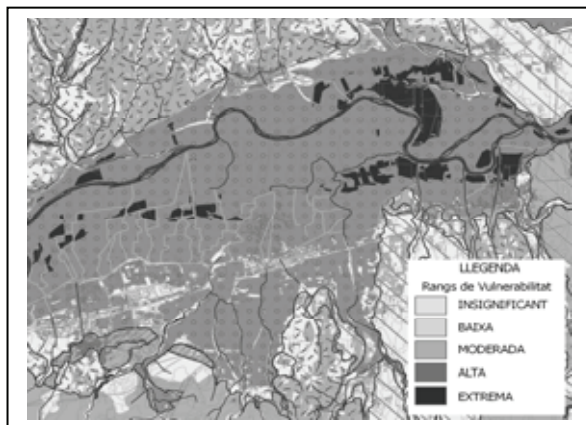 LLEGENDA
Rangs de Vulnerabilitat
INSIGNIFICANT
BAIXA
MODERADA
ALTA
EXTREMA